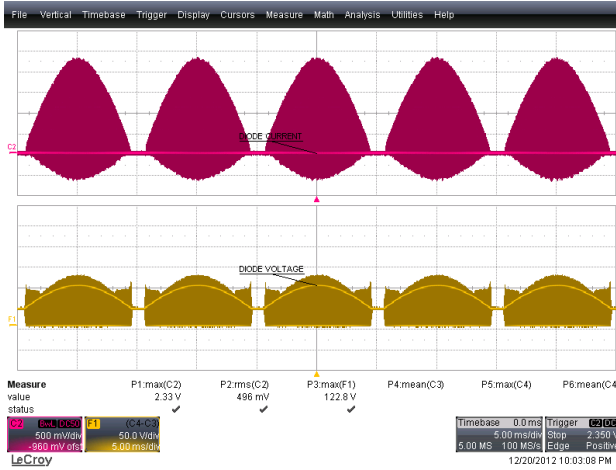 File Vertical Timebase Trigger Display Cursors Measure Math Analysis Utilities Help
C2
DIODE CURRENT
DIODE VOLTAGE
F1
Measure P1:max(C2) P2:rms(C2) P3:max(F1) P4:mean(C3) P5:max(C4) P6:mean(C4
value 2.33 V 496 mV 122.8 V
status
C2 BwL DC50 F1 (C4-C3) Timebase 0.0 ms Trigger C2 DC
500 mV/div 50.0 V/div 5.00 ms/div Stop 2.350 V
-960 mV ofst 5.00 ms/div 5.00 MS 100 MS/s Edge Positive
LeCroy 12/20/2012 10:03:08 PM